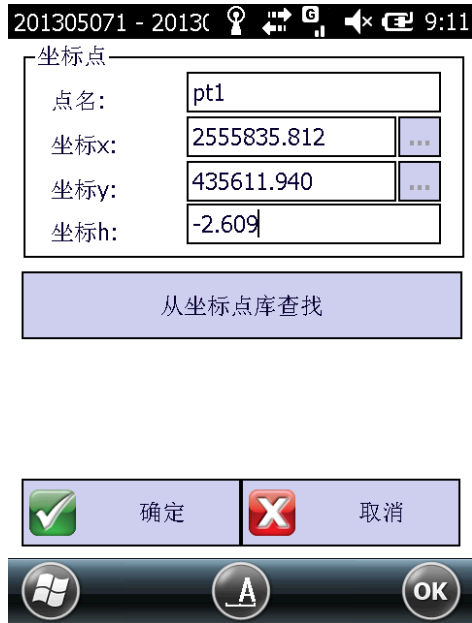 201305071 - 2013 G 9:11
坐标点
点名: pt1
坐标x: 2555835.812 ...
坐标y: 435611.940 ...
坐标h: -2.609
从坐标点库查找
确定 取消
A OK